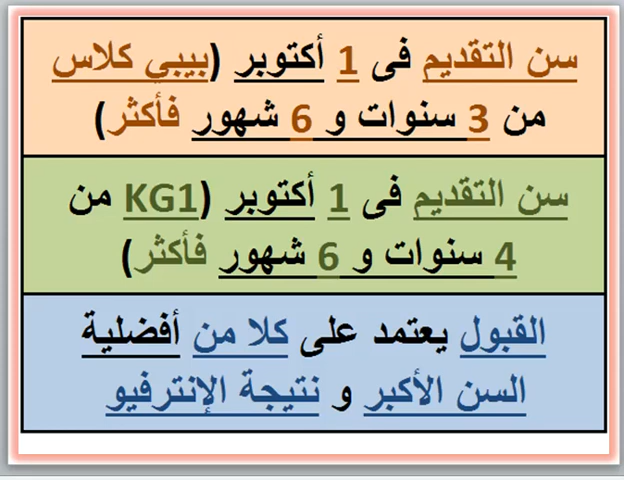 سن التقديم فى 1 أكتوبر (بيبي كلاس
من 3 سنوات و 6 شهور فأكثر)
سن التقديم فى 1 أكتوبر (KG1 من
4 سنوات و 6 شهور فأكثر)
القبول يعتمد على كلا من أفضلية
السن الأكبر و نتيجة الإنترفيو